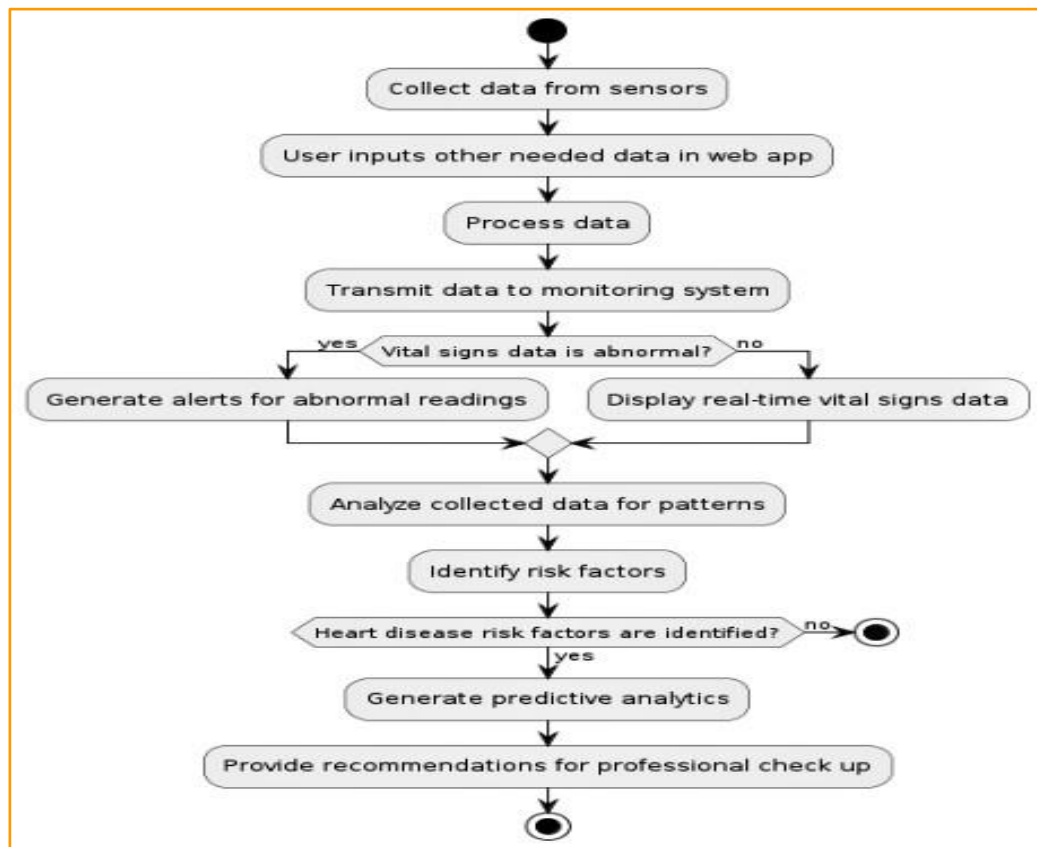 Collect data from sensors
User inputs other needed data in web app
Process data
Transmit data to monitoring system
yes
Vital signs data is abnormal?
no
Generate alerts for abnormal readings
Display real-time vital signs data
Analyze collected data for patterns
Identify risk factors
Heart disease risk factors are identified?
no
yes
Generate predictive analytics
Provide recommendations for professional check up